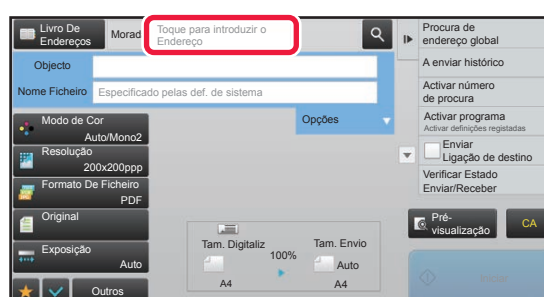 Livro De
Endereços
Morad
Toque para introduzir o
Endereço
Objecto
Nome Ficheiro
Especificado pelas def. de sistema
Modo de Cor
Auto/Mono2
Resolução
200x200ppp
Formato De Ficheiro
PDF
Original
Exposição
Auto
Outros
Opções
Tam. Digitaliz
100%
Tam. Envio
Auto
A4
A4
Procura de
endereço global
A enviar histórico
Activar número
de procura
Activar programa
Activar definições registadas
Enviar
Ligação de destino
Verificar Estado
Enviar/Receber
Pré-
visualização
CA